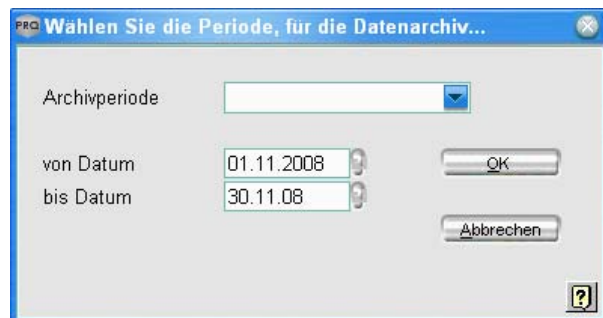 PRO Wählen Sie die Periode, für die Datenarchiv...
Archivperiode
von Datum 01.11.2008 OK
bis Datum 30.11.08
Abbrechen
?